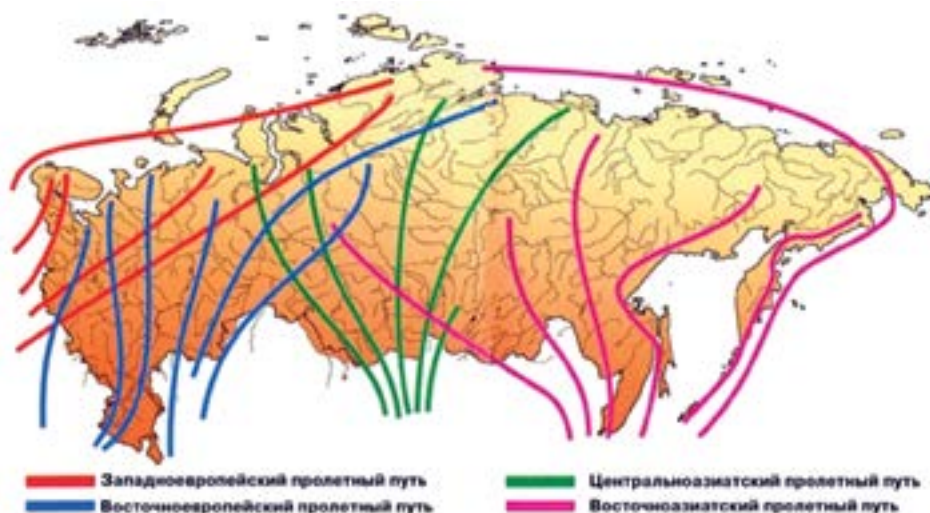 Западноевропейский пролетный путь
Восточноевропейский пролетный путь
Центральноазиатский пролетный путь
Восточноазиатский пролетный путь